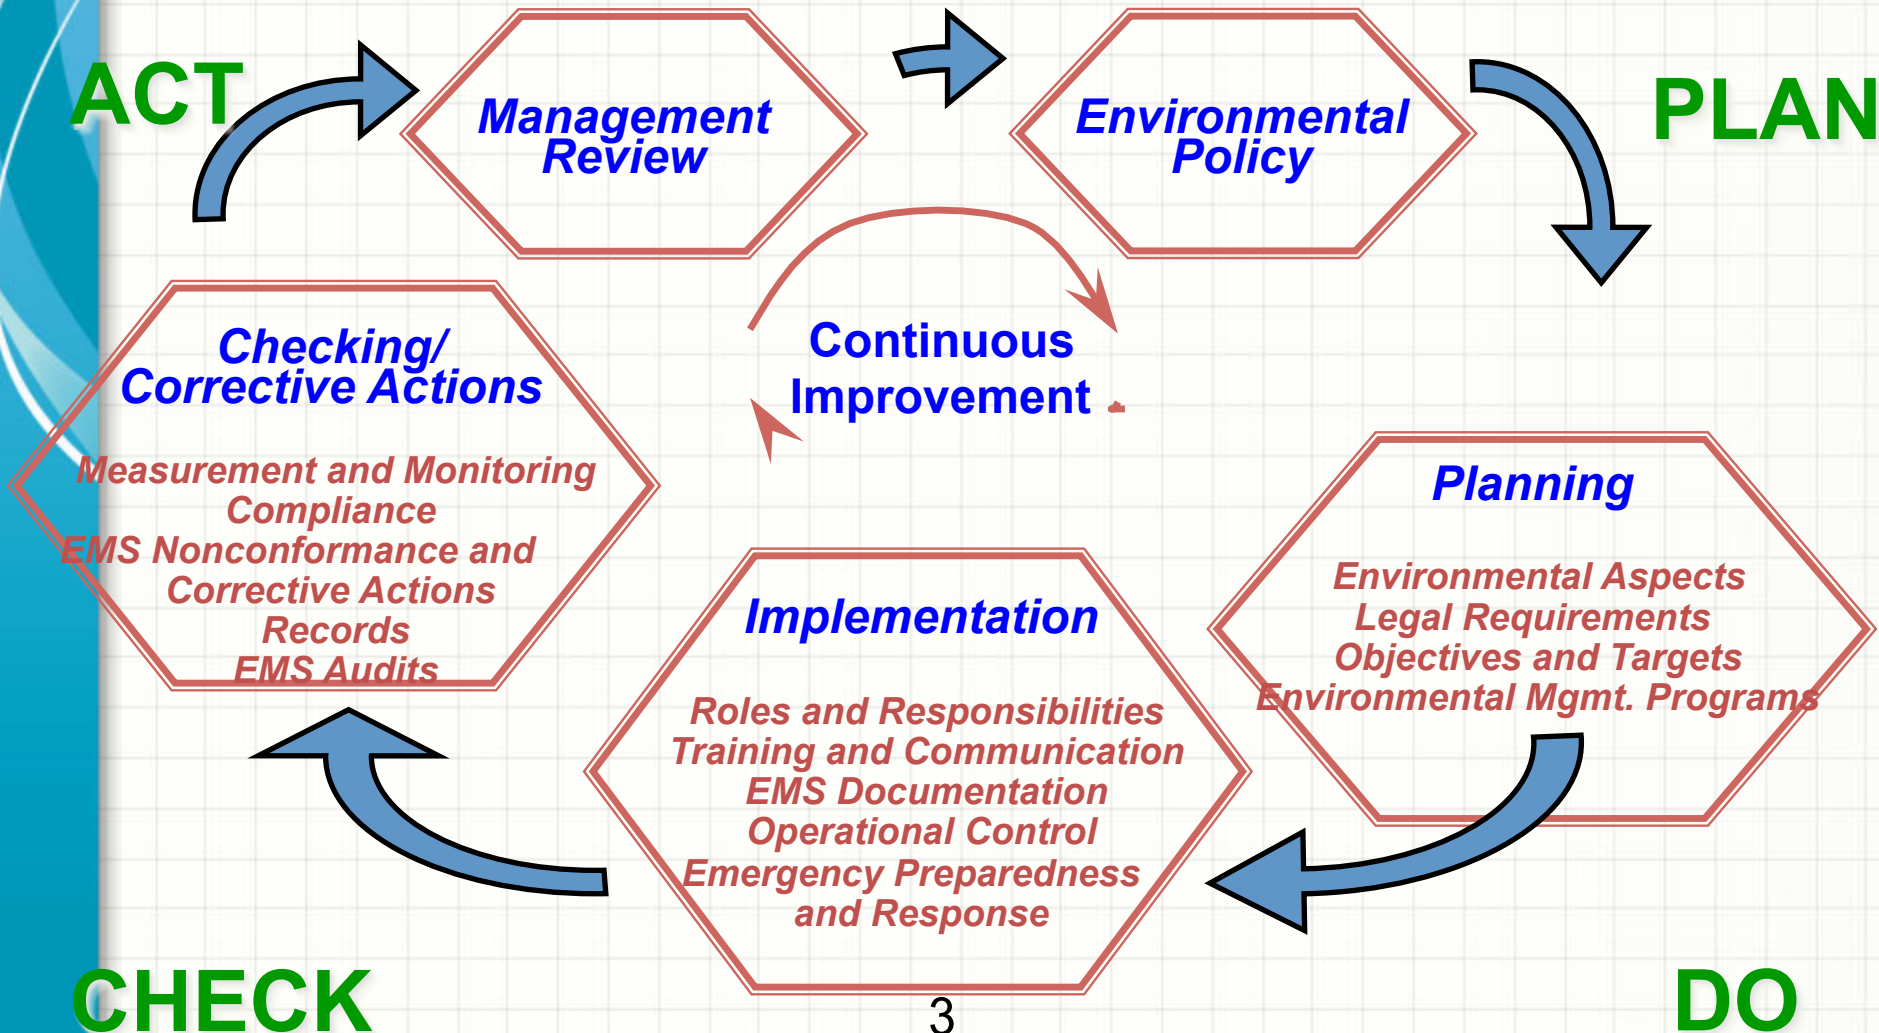 ACT
PLAN
Management
Review
Environmental
Policy
Continuous
Improvement
Checking/
Corrective Actions
Measurement and Monitoring
Compliance
EMS Nonconformance and
Corrective Actions
Records
EMS Audits
Planning
Environmental Aspects
Legal Requirements
Objectives and Targets
Environmental Mgmt. Programs
Implementation
Roles and Responsibilities
Training and Communication
EMS Documentation
Operational Control
Emergency Preparedness
and Response
CHECK
3
DO